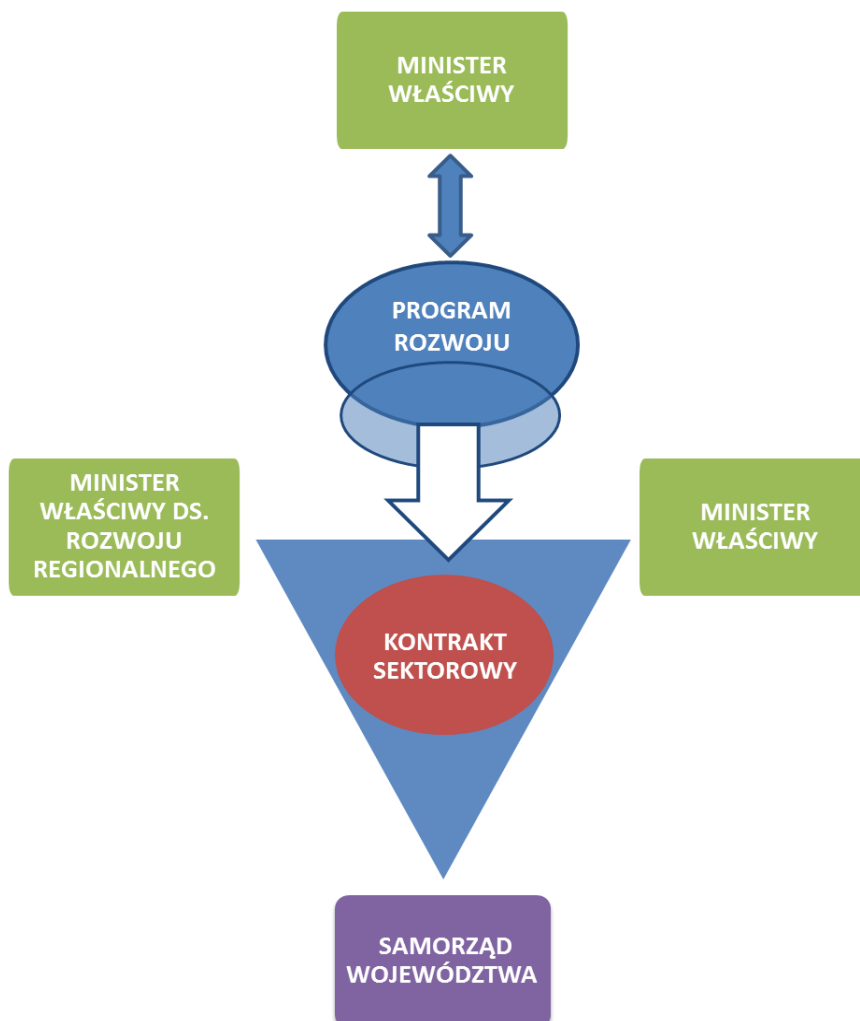 MINISTER
WŁAŚCIWY
PROGRAM
ROZWOJU
MINISTER
WŁAŚCIWY DS.
ROZWOJU
REGIONALNEGO
MINISTER
WŁAŚCIWY
KONTRAKT
SEKTOROWY
SAMORZĄD
WOJEWÓDZTWA